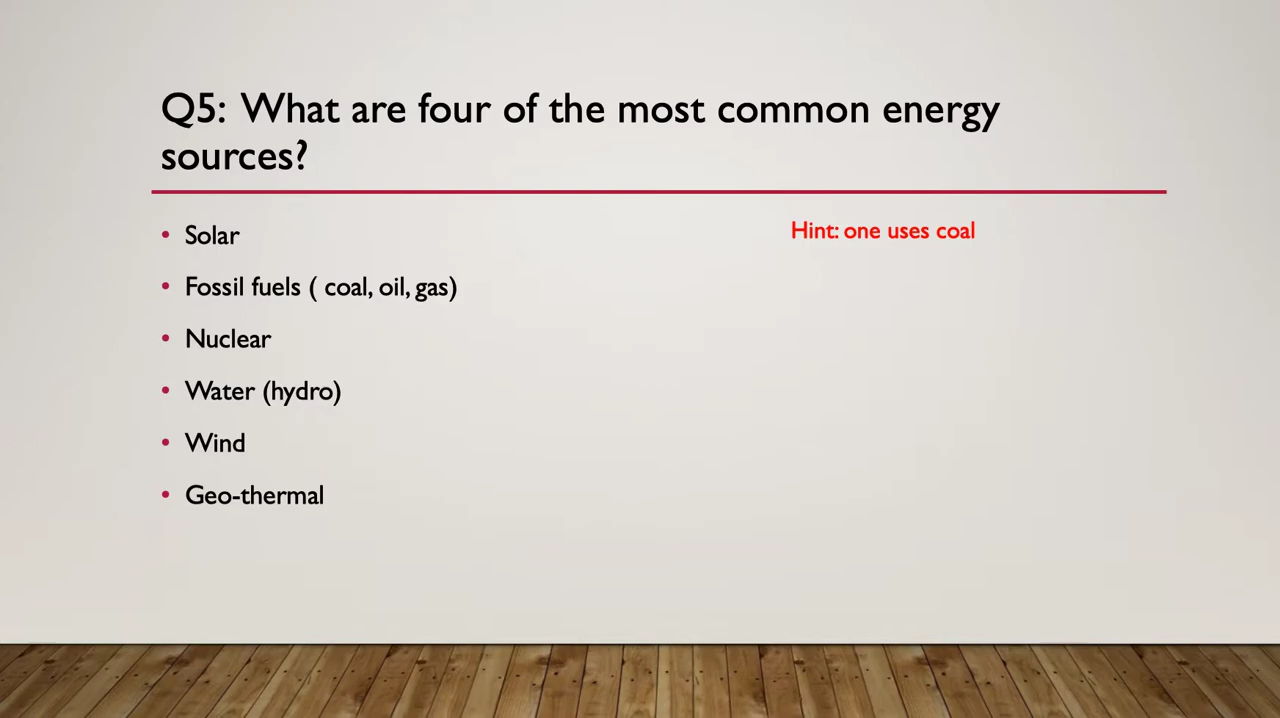 Q5: What are four of the most common energy
sources?
Hint: one uses coal
• Solar
• Fossil fuels ( coal, oil, gas)
• Nuclear
• Water (hydro)
• Wind
• Geo-thermal